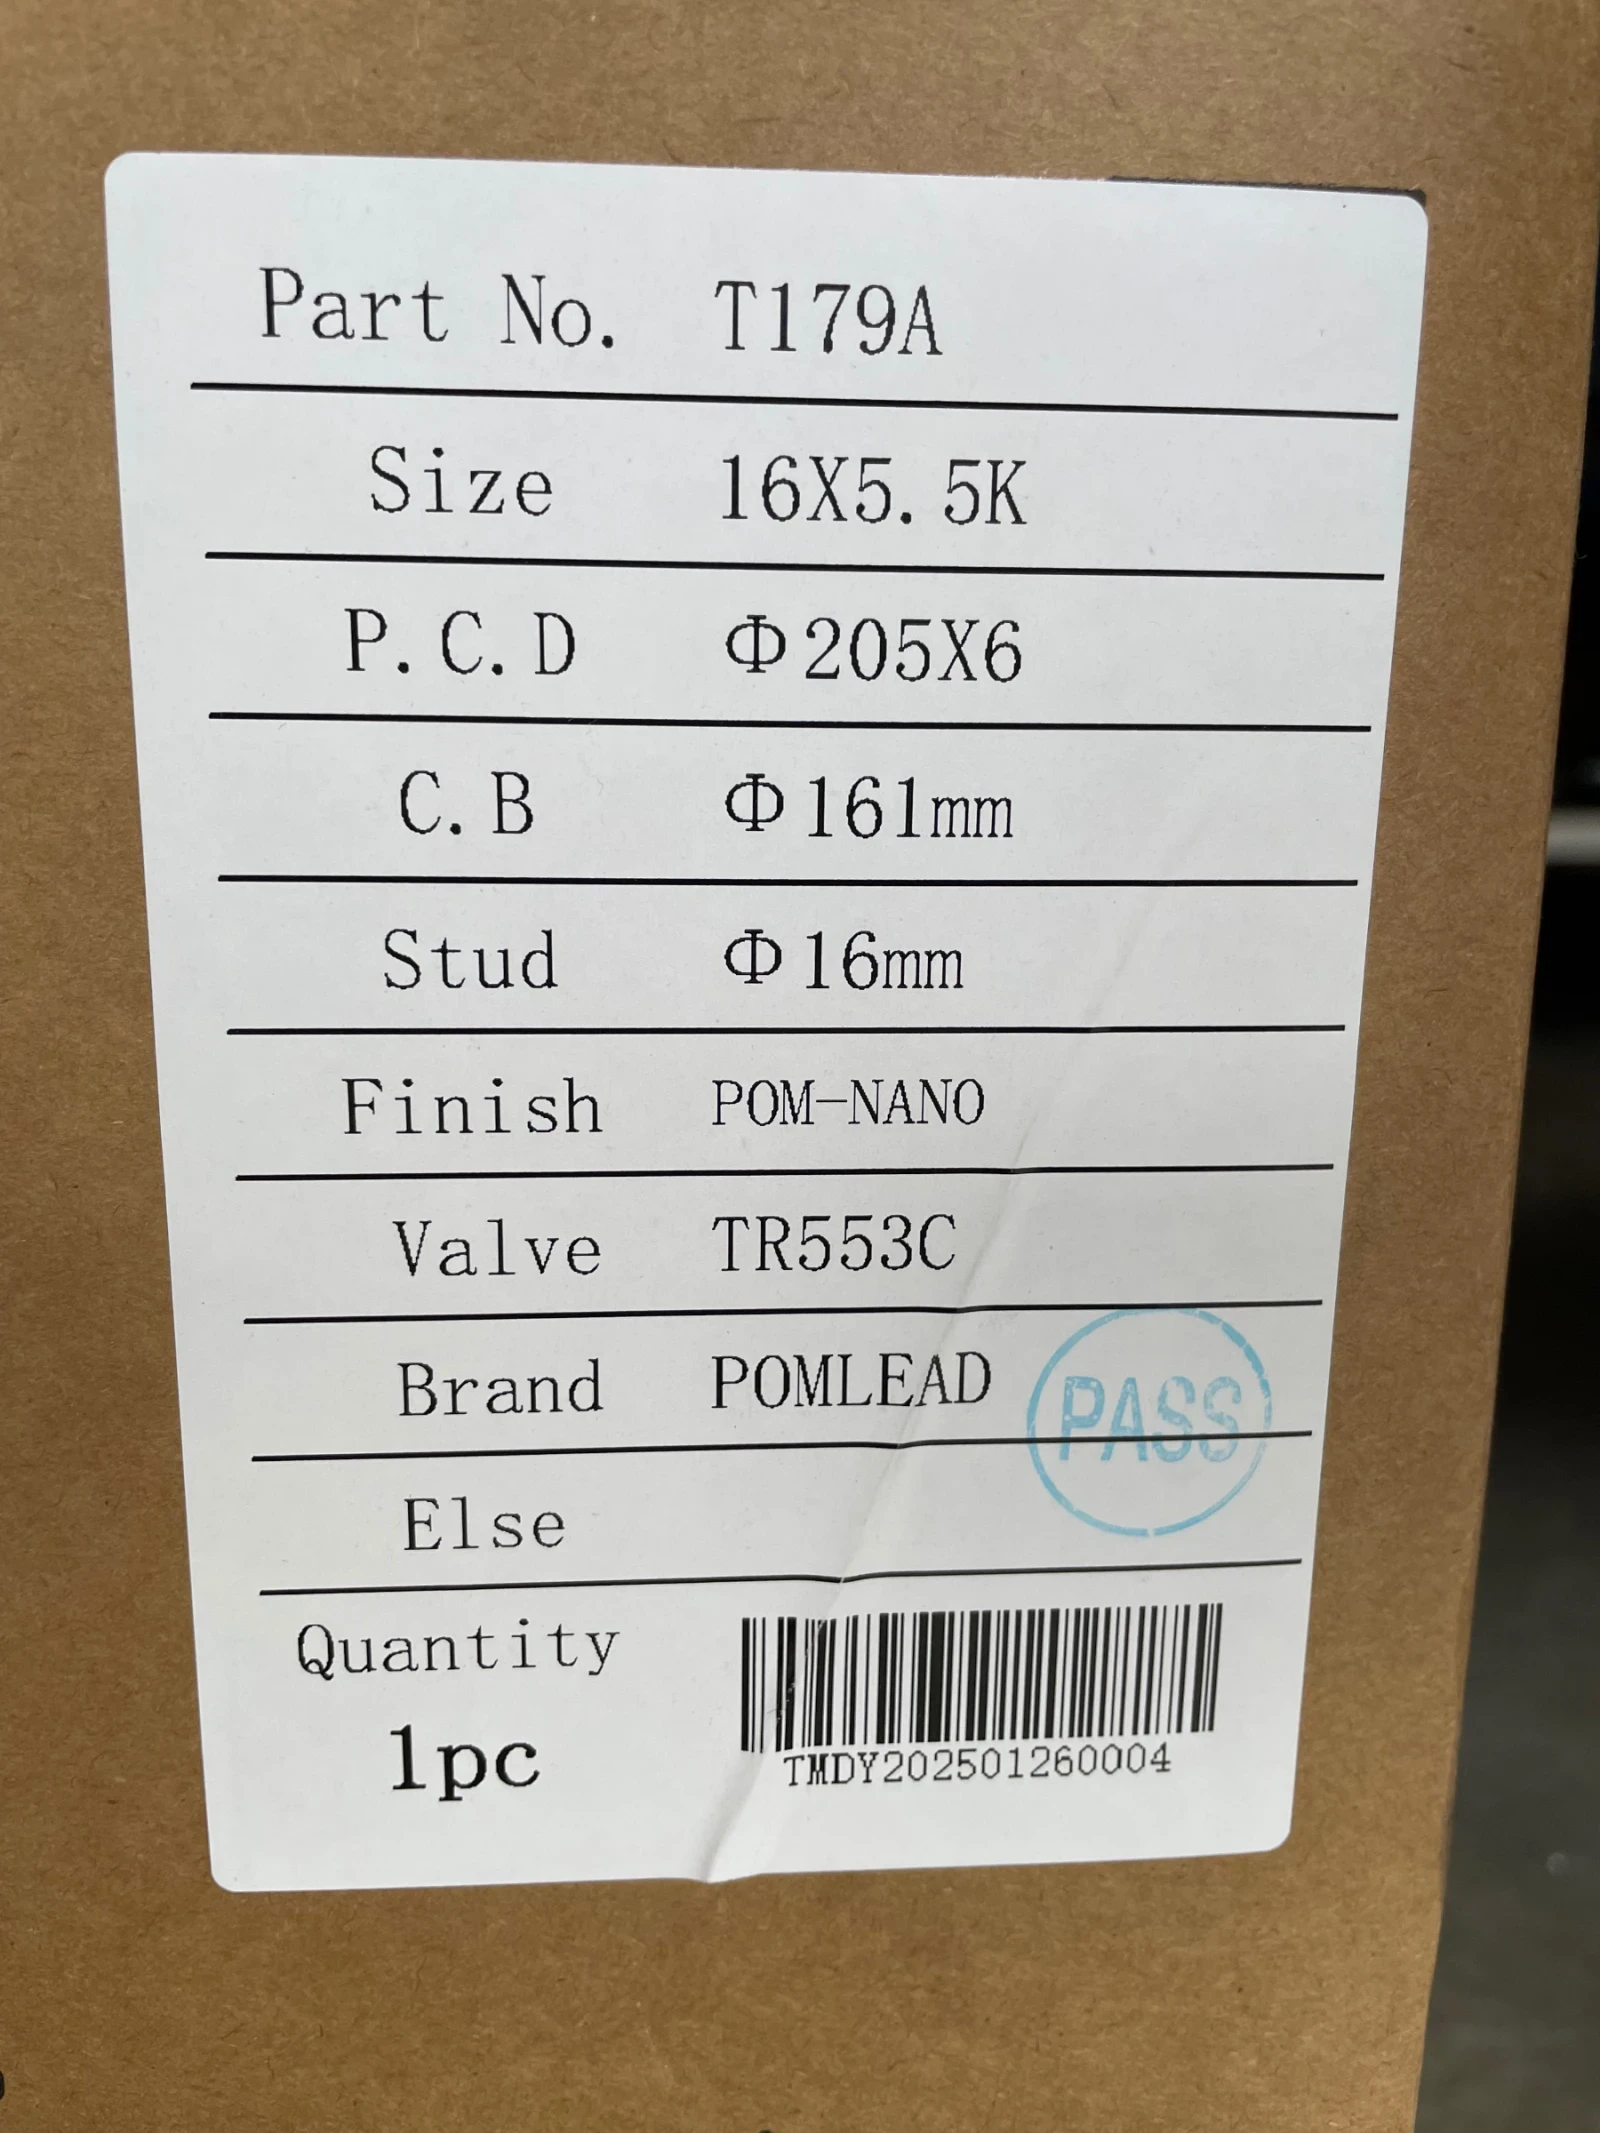 Part No. T179A
Size 16X5.5K
P.C.D Φ205X6
C.B Φ161mm
Stud Φ16mm
Finish POM-NANO
Valve TR553C
Brand POMLEAD
PASS
Else
Quantity
1pc
TMDY202501260004